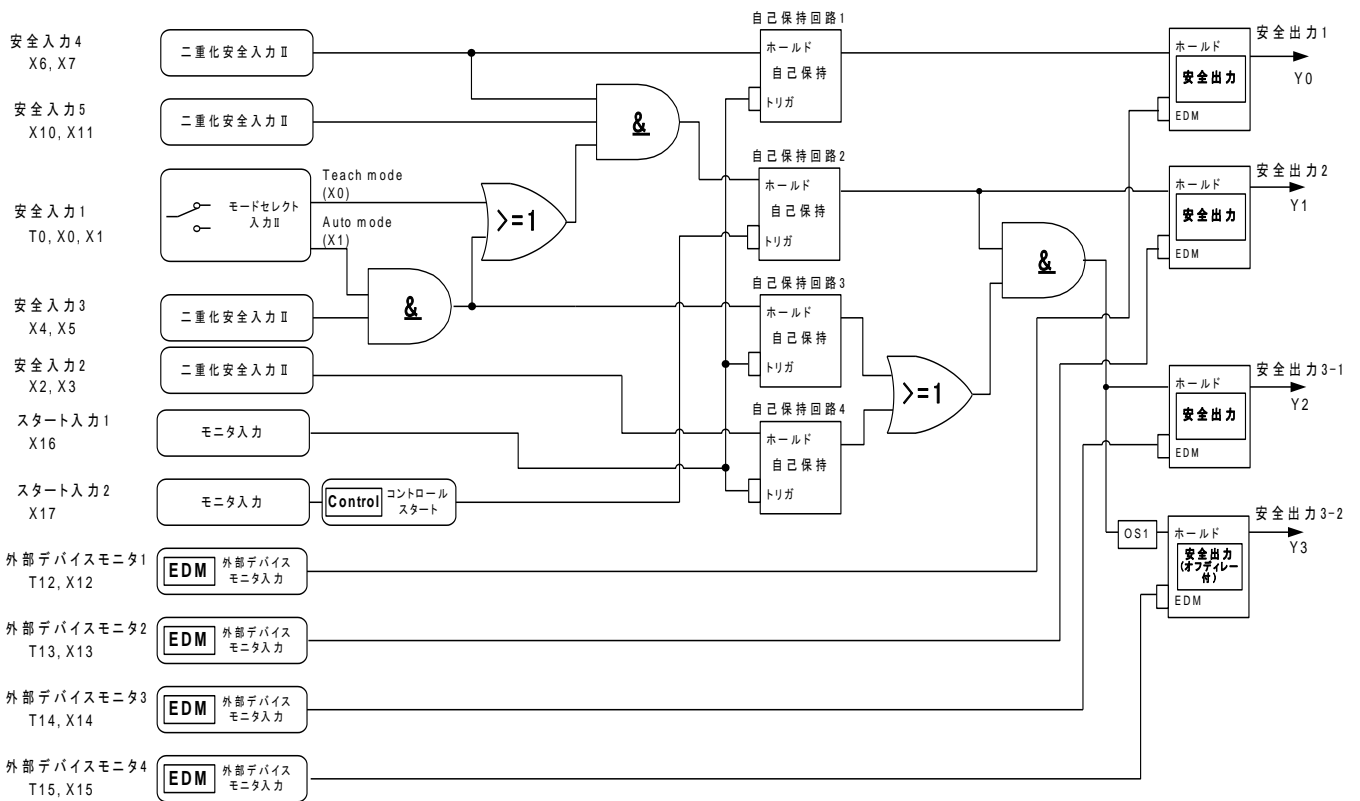 安全入力4
X6, X7
二重化安全入力Ⅱ
安全入力5
X10, X11
二重化安全入力Ⅱ
安全入力1
T0, X0, X1
モードセレクト
入力Ⅱ
Teach mode
(X0)
Auto mode
(X1)
安全入力3
X4, X5
二重化安全入力Ⅱ
安全入力2
X2, X3
二重化安全入力Ⅱ
スタート入力1
X16
モニタ入力
スタート入力2
X17
モニタ入力
Control
コントロール
スタート
外部デバイスモニタ1
T12, X12
EDM
外部デバイス
モニタ入力
外部デバイスモニタ2
T13, X13
EDM
外部デバイス
モニタ入力
外部デバイスモニタ3
T14, X14
EDM
外部デバイス
モニタ入力
外部デバイスモニタ4
T15, X15
EDM
外部デバイス
モニタ入力
&
>=1
&
自己保持回路1
ホールド
自己保持
トリガ
自己保持回路2
ホールド
自己保持
トリガ
自己保持回路3
ホールド
自己保持
トリガ
自己保持回路4
ホールド
自己保持
トリガ
>=1
&
OS1
ホールド
安全出力
EDM
安全出力1
Y0
ホールド
安全出力
EDM
安全出力2
Y1
ホールド
安全出力
EDM
安全出力3-1
Y2
ホールド
安全出力
(オフディレー
付)
EDM
安全出力3-2
Y3